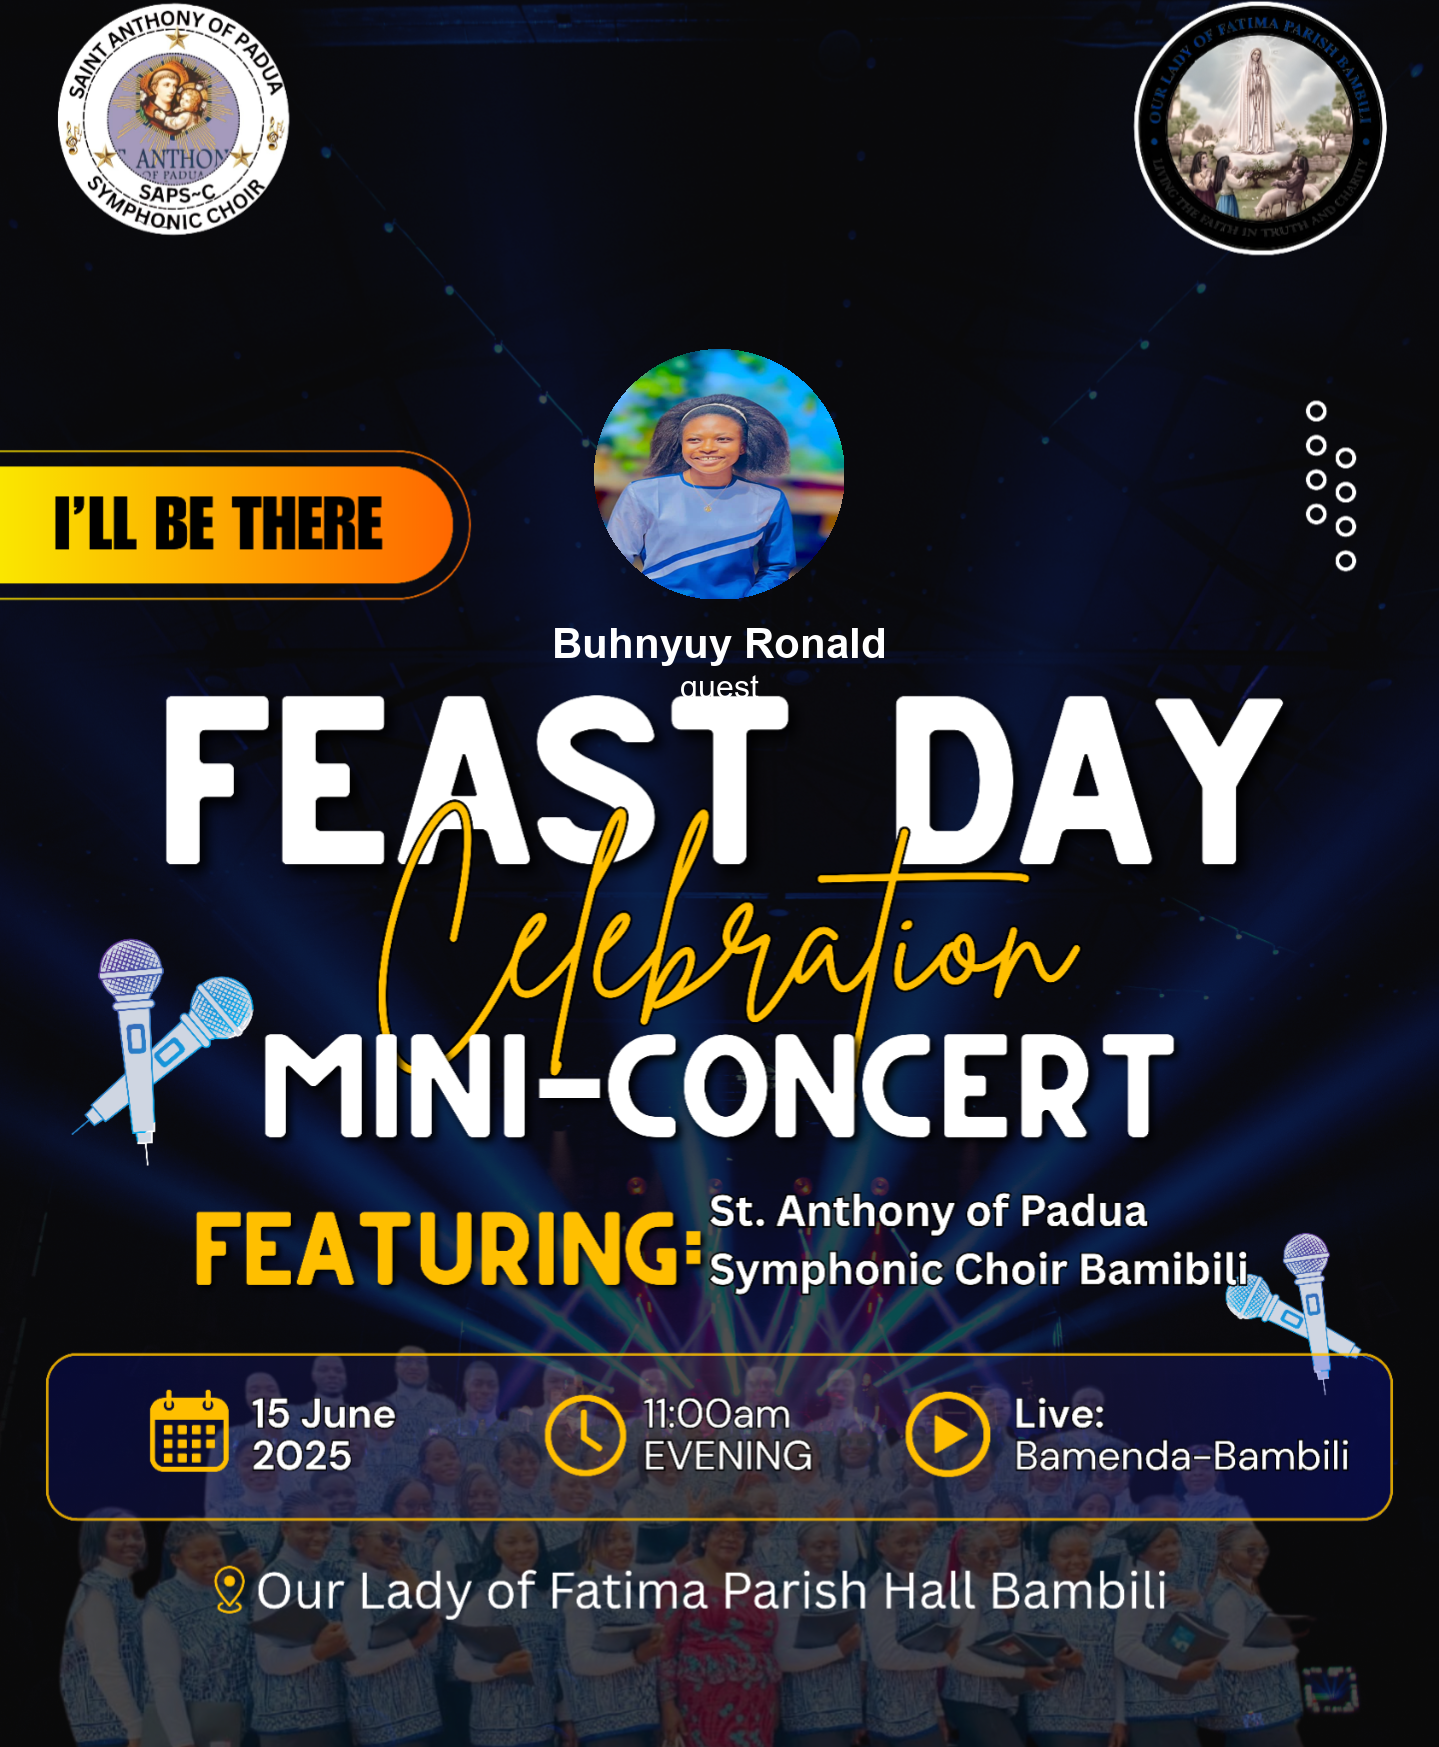 SAINT ANTHONY OF PADUA
ST. ANTHONY
OF PADUA
SAPS~C
SYMPHONIC CHOIR
OUR LADY OF FATIMA PARISH BAMBILI
LIVING THE FAITH IN TRUTH AND CHARITY
I'LL BE THERE
Buhnyuy Ronald
guest
FEAST DAY
Celebration
MINI-CONCERT
FEATURING:
St. Anthony of Padua
Symphonic Choir Bamibili
15 June
2025
11:00am
EVENING
Live:
Bamenda-Bambili
Our Lady of Fatima Parish Hall Bambili